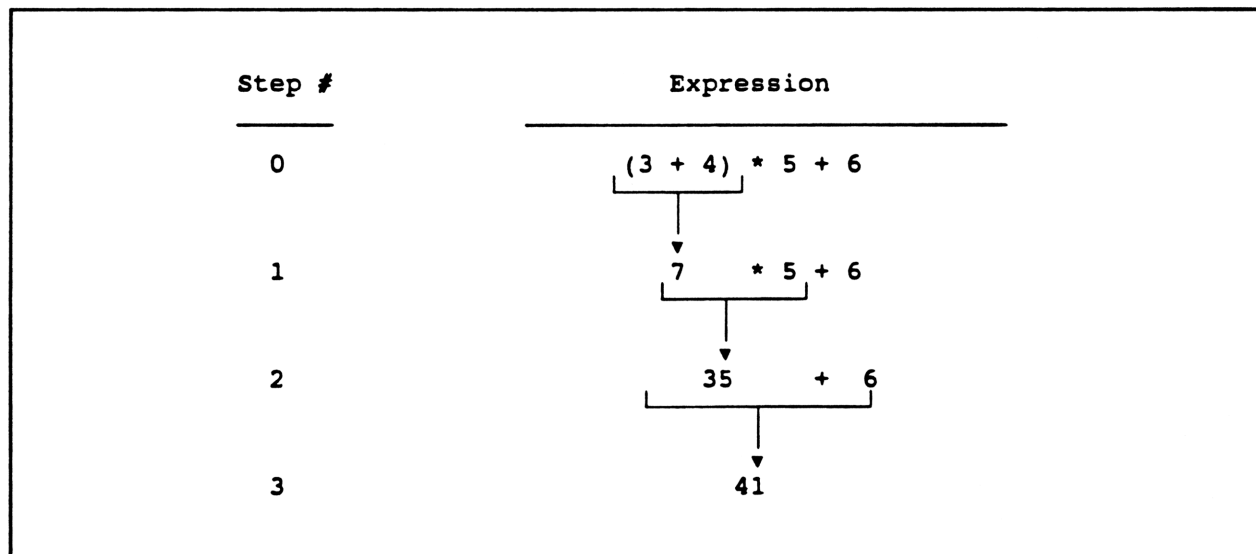 Step # Expression
0 (3 + 4) * 5 + 6
1 7 * 5 + 6
2 35 + 6
3 41